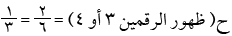 ح( ظهور الرقمين ٣ أو ٤) = ٢/٦ = ١/٣